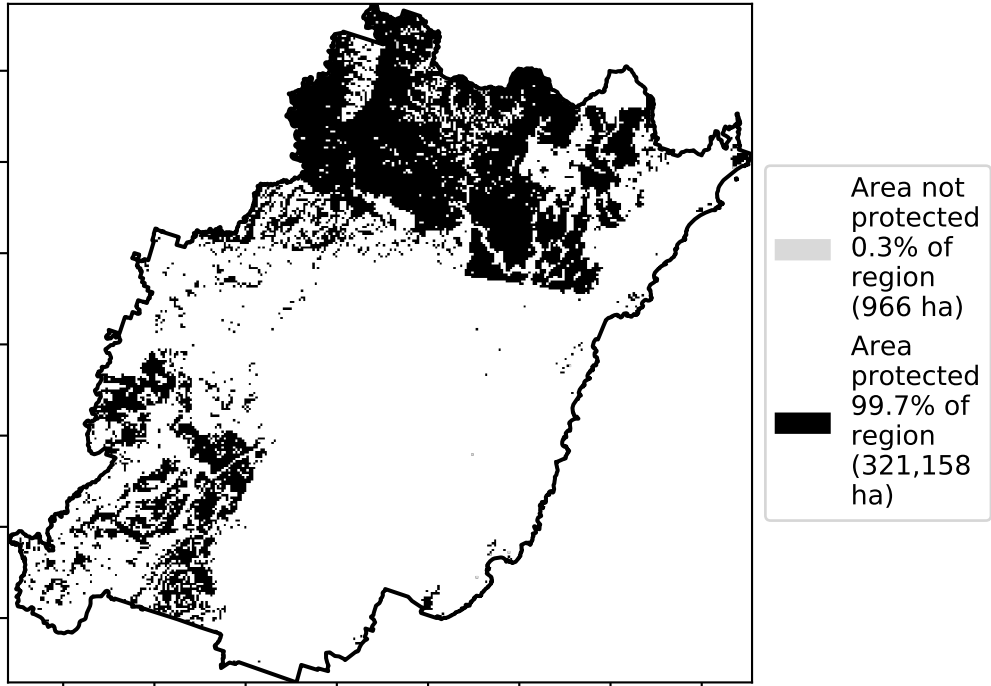 Area not
protected
0.3% of
region
(966 ha)
Area
protected
99.7% of
region
(321,158
ha)